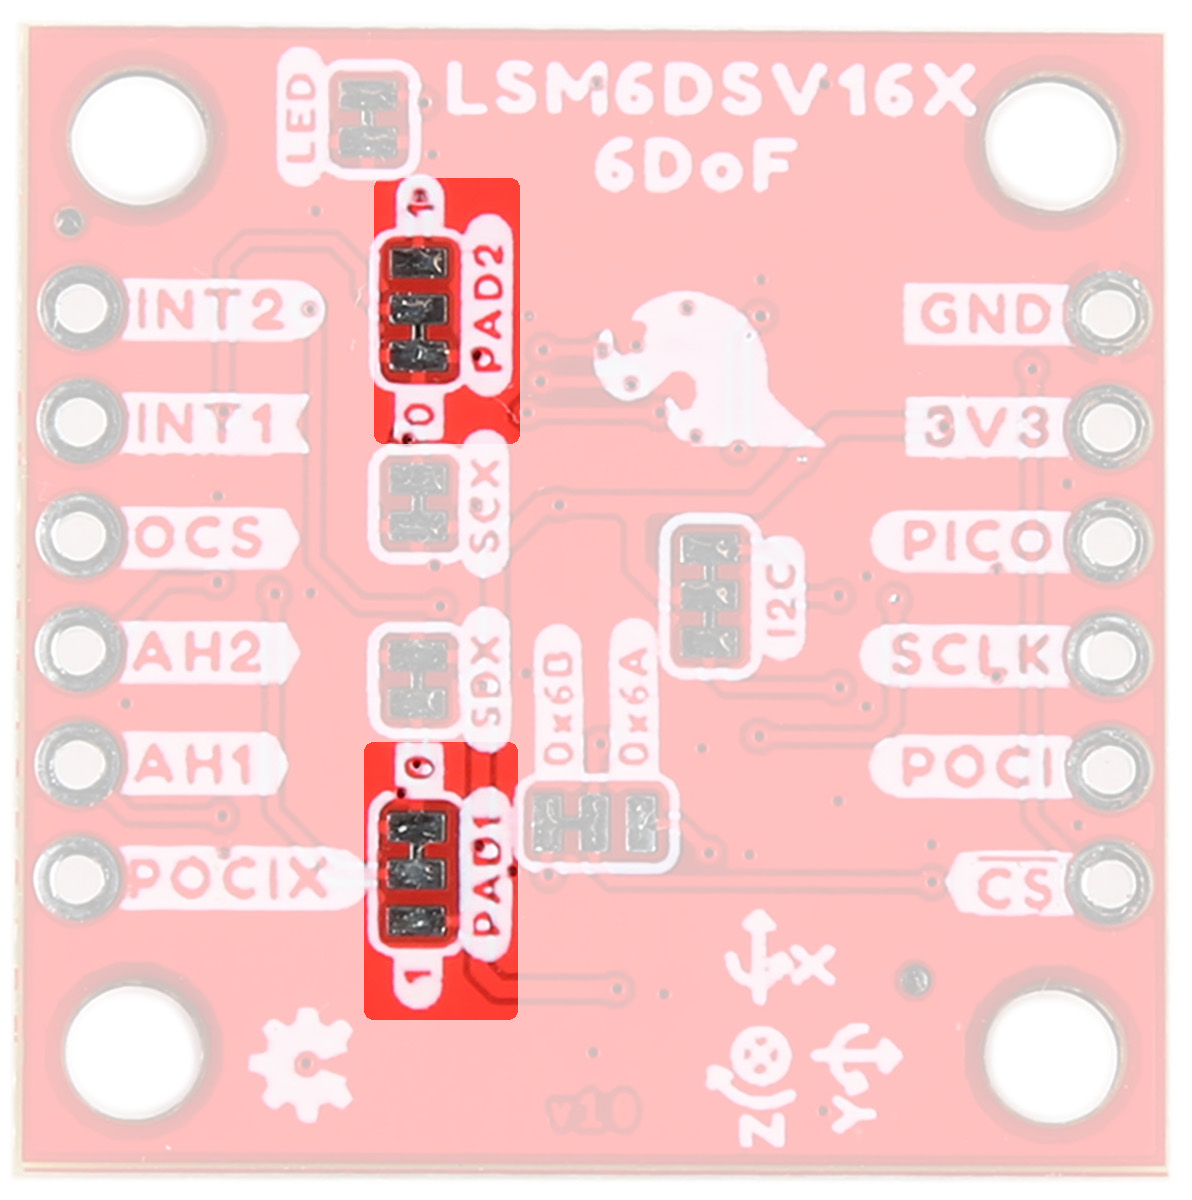 LED
LSM6DSV16X
6DoF
1
PAD2
0
INT2
GND
INT1
3V3
SCX
OCS
PICO
I2C
AH2
SCLK
SDX
0x6B
0x6A
AH1
POCI
0
PAD1
1
POCIX
CS
X
Y
Z
v10